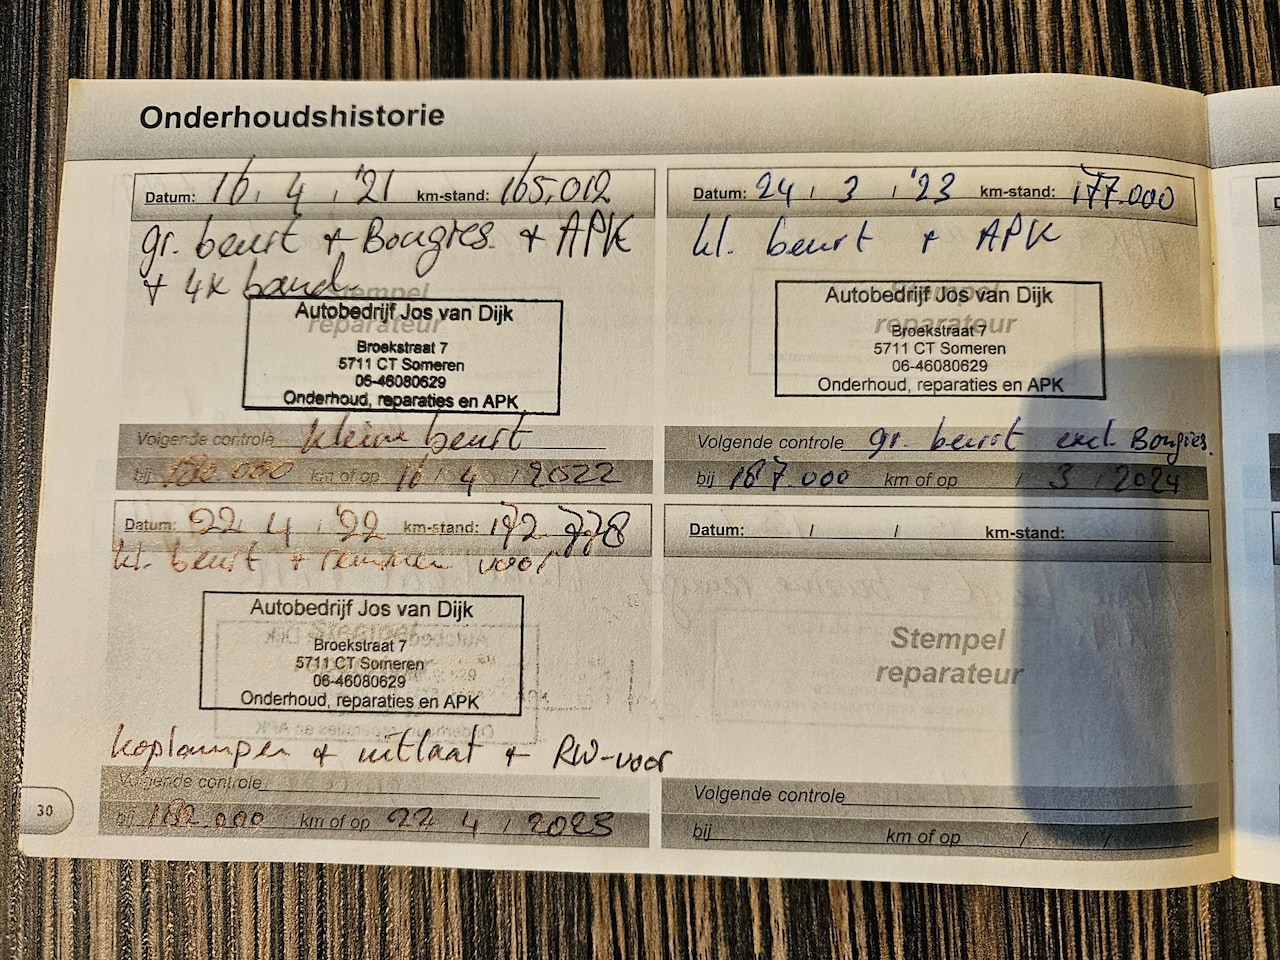 Onderhoudshistorie
Datum: 16 / 4 / '21 km-stand: 165,012
gr. beurt + Bougies. + APK
+ 4x band
Stempel
reparateur
Autobedrijf Jos van Dijk
Broekstraat 7
5711 CT Someren
06-46080629
Onderhoud, reparaties en APK
Volgende controle kleine beurt
bij 180.000 km of op 16 / 4 / 2022
Datum: 24 / 3 / '23 km-stand: 177.000
kl. beurt + APK
Stempel
reparateur
Autobedrijf Jos van Dijk
Broekstraat 7
5711 CT Someren
06-46080629
Onderhoud, reparaties en APK
Volgende controle gr. beurt excl. Bougies.
bij 187.000 km of op / 3 / 2024
Datum: 22 / 4 / '22 km-stand: 172.778
kl. beurt + remmen voor
Autobedrijf Jos van Dijk
Broekstraat 7
5711 CT Someren
06-46080629
Onderhoud, reparaties en APK
koplampen + uitlaat + RW-voor
Volgende controle
bij 182.000 km of op 22 / 4 / 2023
Datum: / / km-stand:
Stempel
reparateur
Volgende controle
bij km of op / /
30